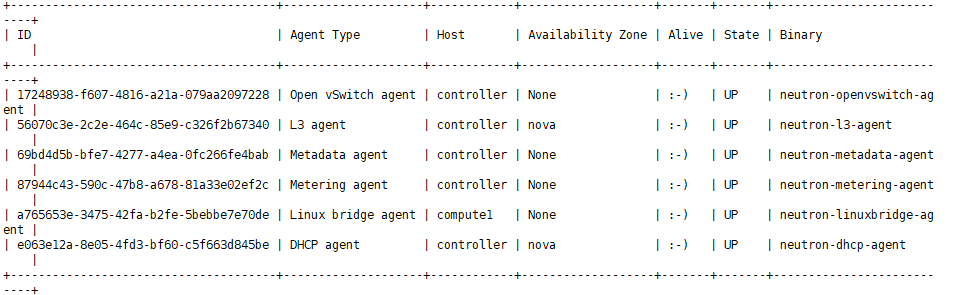 +--------------------------------------+--------------------+------------+-------------------+-------+-------+-----------------------
----+
| ID                                   | Agent Type         | Host       | Availability Zone | Alive | State | Binary
    |
+--------------------------------------+--------------------+------------+-------------------+-------+-------+-----------------------
----+
| 17248938-f607-4816-a21a-079aa2097228 | Open vSwitch agent | controller | None              | :-)   | UP    | neutron-openvswitch-ag
ent |
| 56070c3e-2c2e-464c-85e9-c326f2b67340 | L3 agent           | controller | nova              | :-)   | UP    | neutron-l3-agent
    |
| 69bd4d5b-bfe7-4277-a4ea-0fc266fe4bab | Metadata agent     | controller | None              | :-)   | UP    | neutron-metadata-agent
    |
| 87944c43-590c-47b8-a678-81a33e02ef2c | Metering agent     | controller | None              | :-)   | UP    | neutron-metering-agent
    |
| a765653e-3475-42fa-b2fe-5bebbe7e70de | Linux bridge agent | compute1   | None              | :-)   | UP    | neutron-linuxbridge-ag
ent |
| e063e12a-8e05-4fd3-bf60-c5f663d845be | DHCP agent         | controller | nova              | :-)   | UP    | neutron-dhcp-agent
    |
+--------------------------------------+--------------------+------------+-------------------+-------+-------+-----------------------
----+